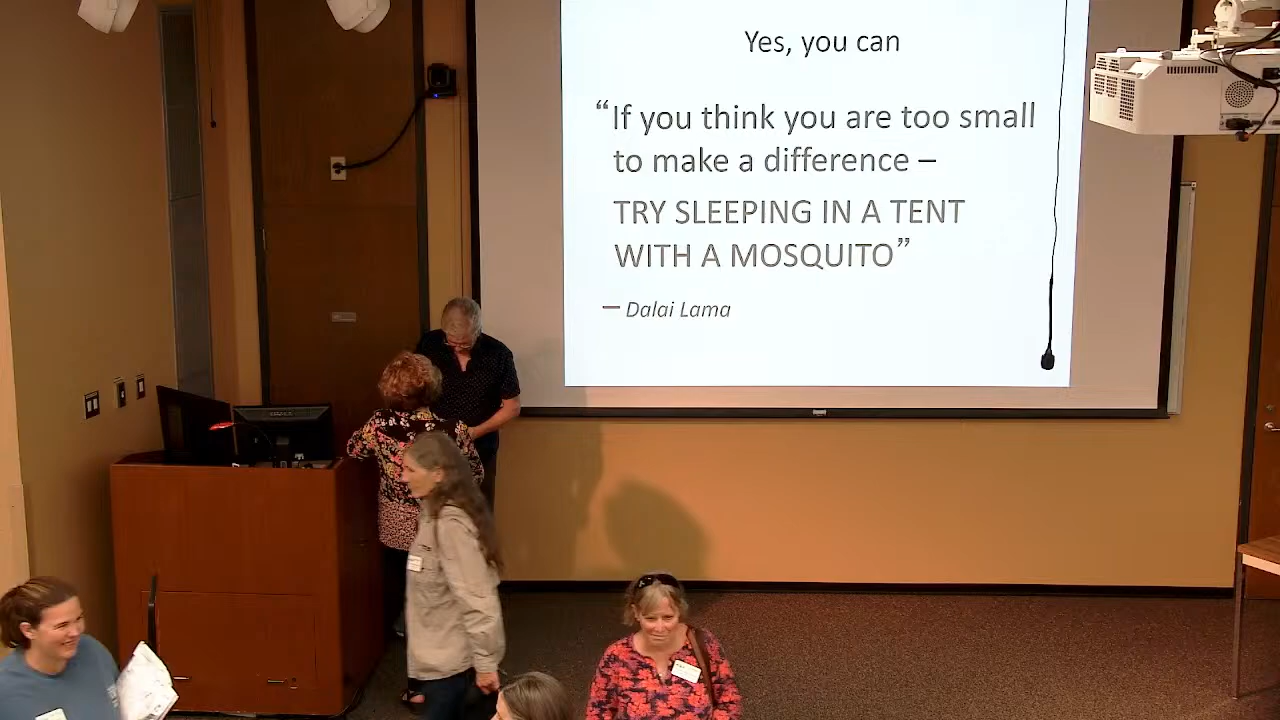 Yes, you can
“If you think you are too small
to make a difference –
TRY SLEEPING IN A TENT
WITH A MOSQUITO”
– Dalai Lama